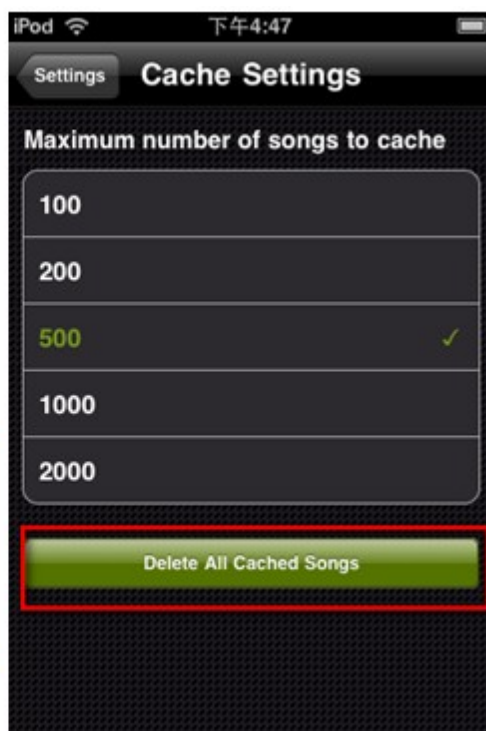 iPod 下午4:47
Settings Cache Settings
Maximum number of songs to cache
100
200
500 ✓
1000
2000
Delete All Cached Songs